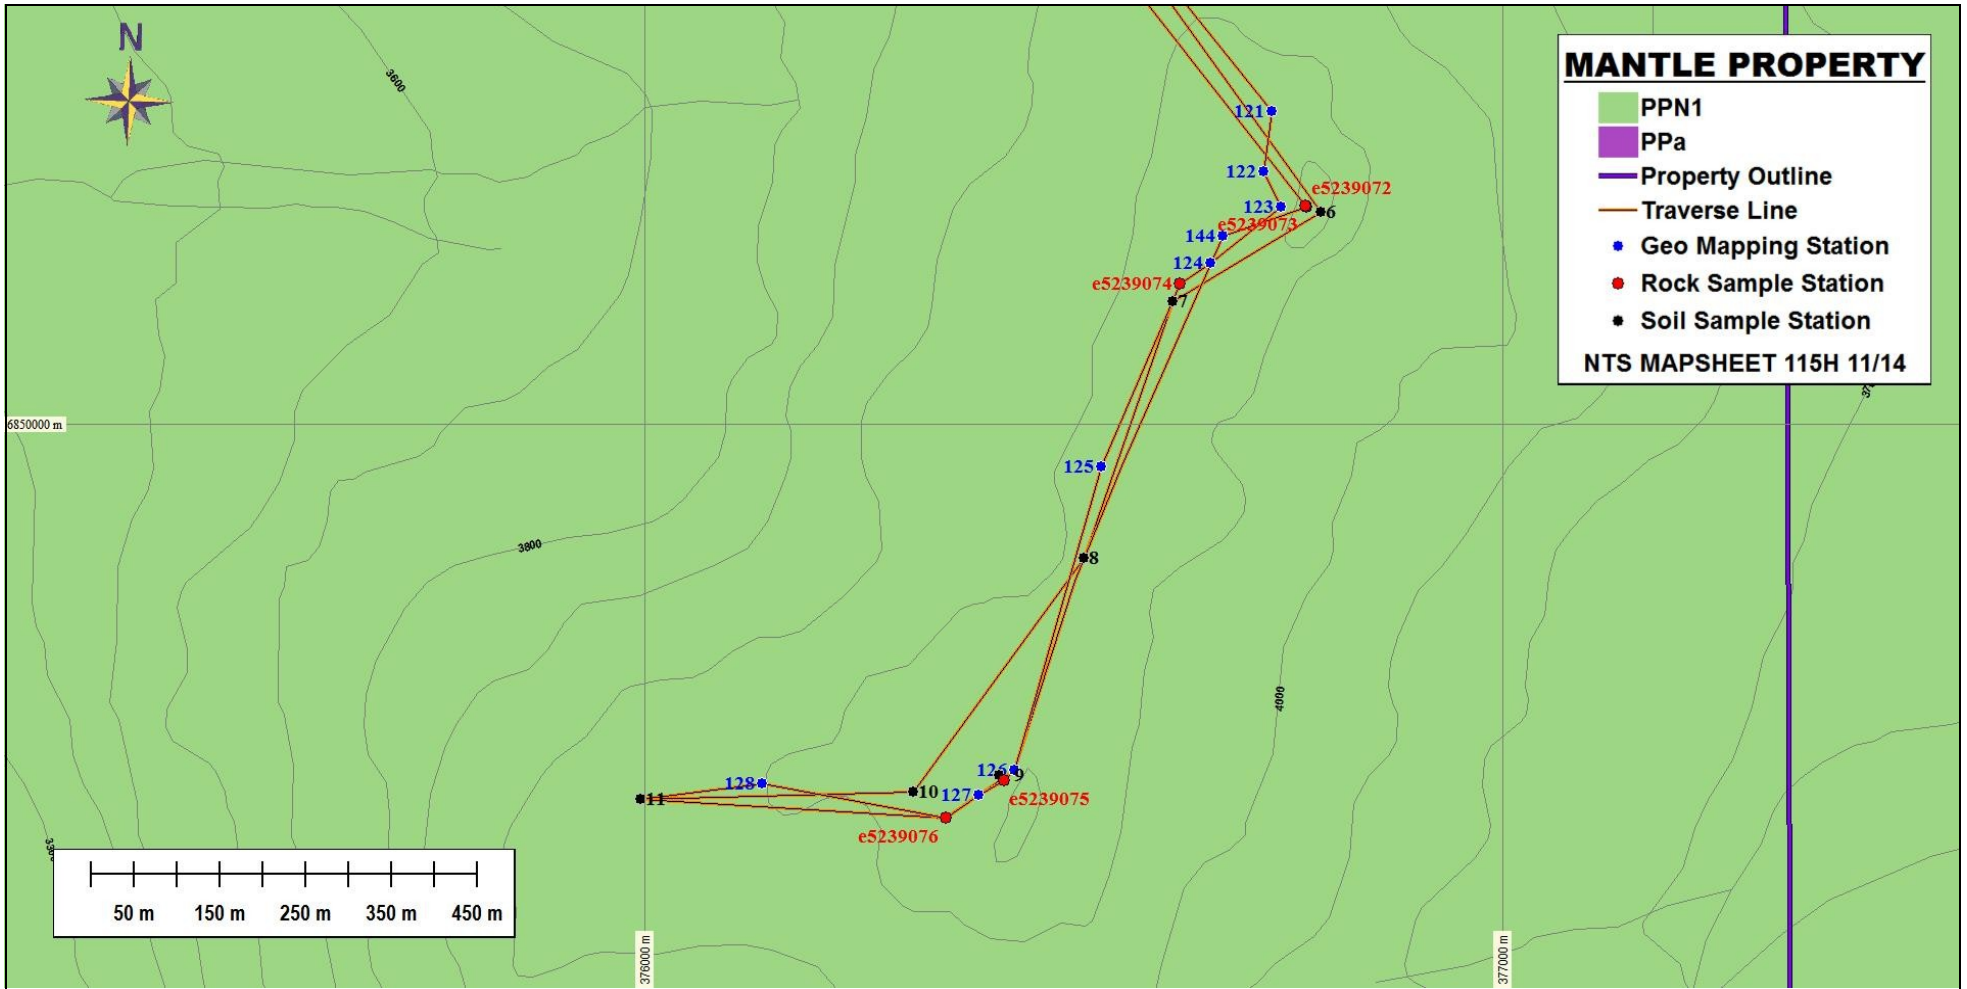 N
3600
MANTLE PROPERTY
PPN1
PPa
Property Outline
Traverse Line
Geo Mapping Station
Rock Sample Station
Soil Sample Station
NTS MAPSHEET 115H 11/14
121
122
e5239072
123
6
e5239073
144
124
e5239074
7
6850000 m
125
3800
8
4000
126
9
128
10
127
11
e5239075
e5239076
50 m 150 m 250 m 350 m 450 m
376000 m
377000 m